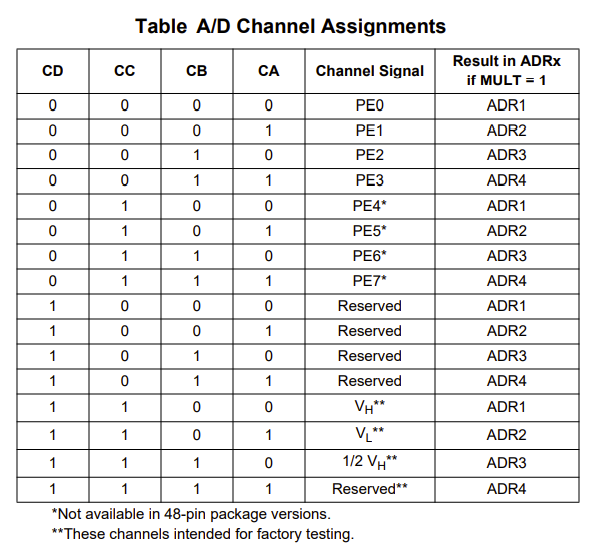 Table A/D Channel Assignments
CD CC CB CA Channel Signal Result in ADRx if MULT = 1
0 0 0 0 PE0 ADR1
0 0 0 1 PE1 ADR2
0 0 1 0 PE2 ADR3
0 0 1 1 PE3 ADR4
0 1 0 0 PE4* ADR1
0 1 0 1 PE5* ADR2
0 1 1 0 PE6* ADR3
0 1 1 1 PE7* ADR4
1 0 0 0 Reserved ADR1
1 0 0 1 Reserved ADR2
1 0 1 0 Reserved ADR3
1 0 1 1 Reserved ADR4
1 1 0 0 VH** ADR1
1 1 0 1 VL** ADR2
1 1 1 0 1/2 VH** ADR3
1 1 1 1 Reserved** ADR4
*Not available in 48-pin package versions.
**These channels intended for factory testing.